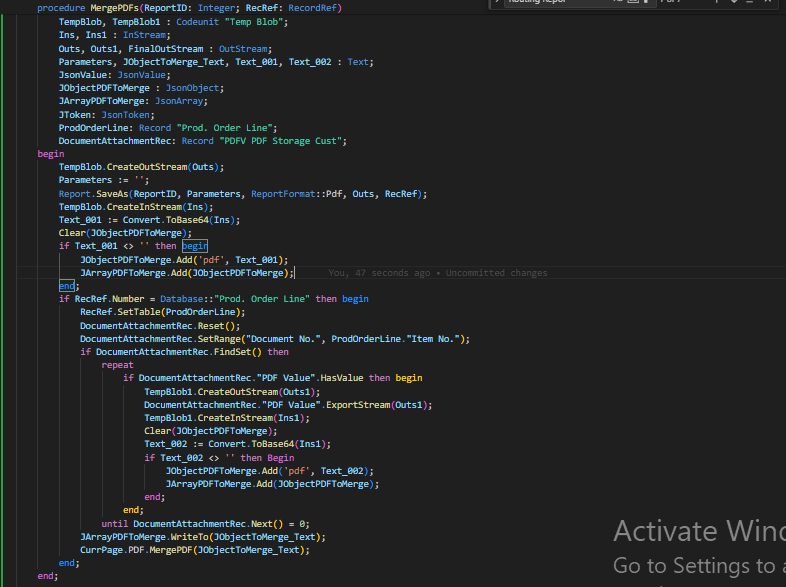 procedure MergePDFs(ReportID: Integer; RecRef: RecordRef)
TempBlob, TempBlob1 : Codeunit "Temp Blob";
Ins, Ins1 : InStream;
Outs, Outs1, FinalOutStream : OutStream;
Parameters, JObjectToMerge_Text, Text_001, Text_002 : Text;
JsonValue: JsonValue;
JObjectPDFToMerge : JsonObject;
JArrayPDFToMerge: JsonArray;
JToken: JsonToken;
ProdOrderLine: Record "Prod. Order Line";
DocumentAttachmentRec: Record "PDFV PDF Storage Cust";
begin
TempBlob.CreateOutStream(Outs);
Parameters := '';
Report.SaveAs(ReportID, Parameters, ReportFormat::Pdf, Outs, RecRef);
TempBlob.CreateInStream(Ins);
Text_001 := Convert.ToBase64(Ins);
Clear(JObjectPDFToMerge);
if Text_001 <> '' then begin
JObjectPDFToMerge.Add('pdf', Text_001);
JArrayPDFToMerge.Add(JObjectPDFToMerge); You, 47 seconds ago • Uncommitted changes
end;
if RecRef.Number = Database::"Prod. Order Line" then begin
RecRef.SetTable(ProdOrderLine);
DocumentAttachmentRec.Reset();
DocumentAttachmentRec.SetRange("Document No.", ProdOrderLine."Item No.");
if DocumentAttachmentRec.FindSet() then
repeat
if DocumentAttachmentRec."PDF Value".HasValue then begin
TempBlob1.CreateOutStream(Outs1);
DocumentAttachmentRec."PDF Value".ExportStream(Outs1);
TempBlob1.CreateInStream(Ins1);
Clear(JObjectPDFToMerge);
Text_002 := Convert.ToBase64(Ins1);
if Text_002 <> '' then Begin
JObjectPDFToMerge.Add('pdf', Text_002);
JArrayPDFToMerge.Add(JObjectPDFToMerge);
end;
end;
until DocumentAttachmentRec.Next() = 0;
JArrayPDFToMerge.WriteTo(JObjectToMerge_Text);
CurrPage.PDF.MergePDF(JObjectToMerge_Text);
end;
end;
Activate Wind
Go to Settings to a